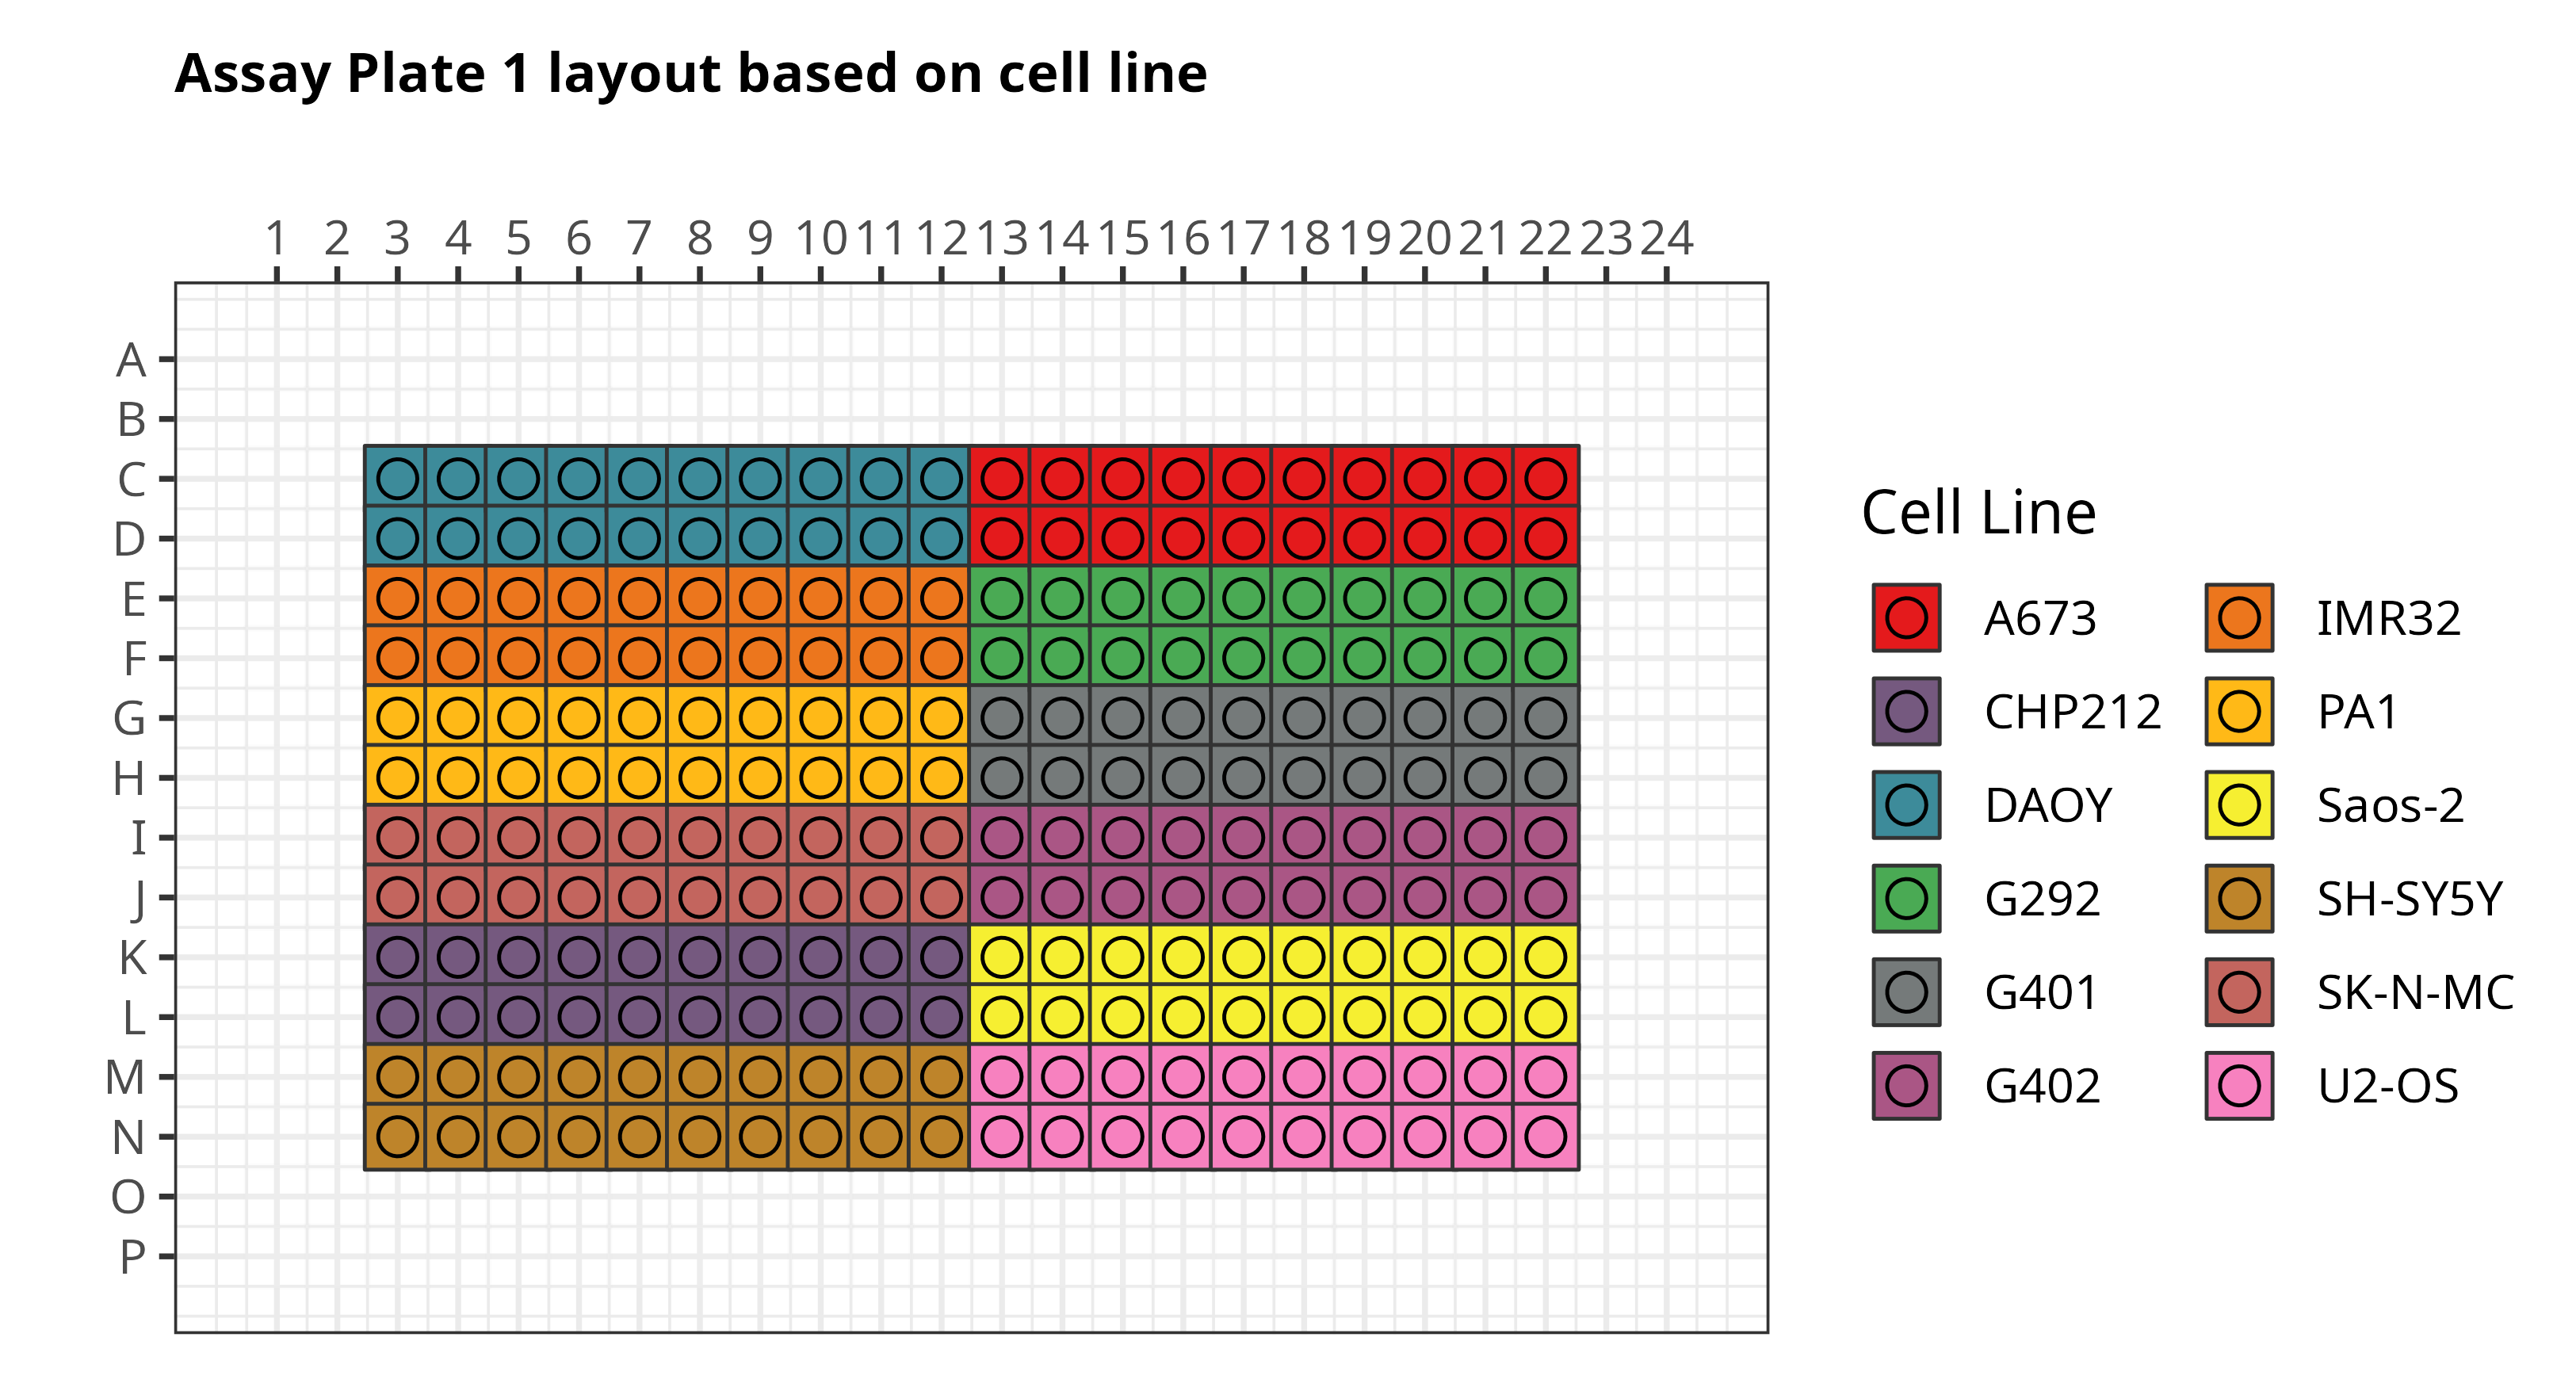 Assay Plate 1 layout based on cell line
1 2 3 4 5 6 7 8 9 10 11 12 13 14 15 16 17 18 19 20 21 22 23 24
A
B
C
D
E
F
G
H
I
J
K
L
M
N
O
P
Cell Line
A673 IMR32
CHP212 PA1
DAOY Saos-2
G292 SH-SY5Y
G401 SK-N-MC
G402 U2-OS